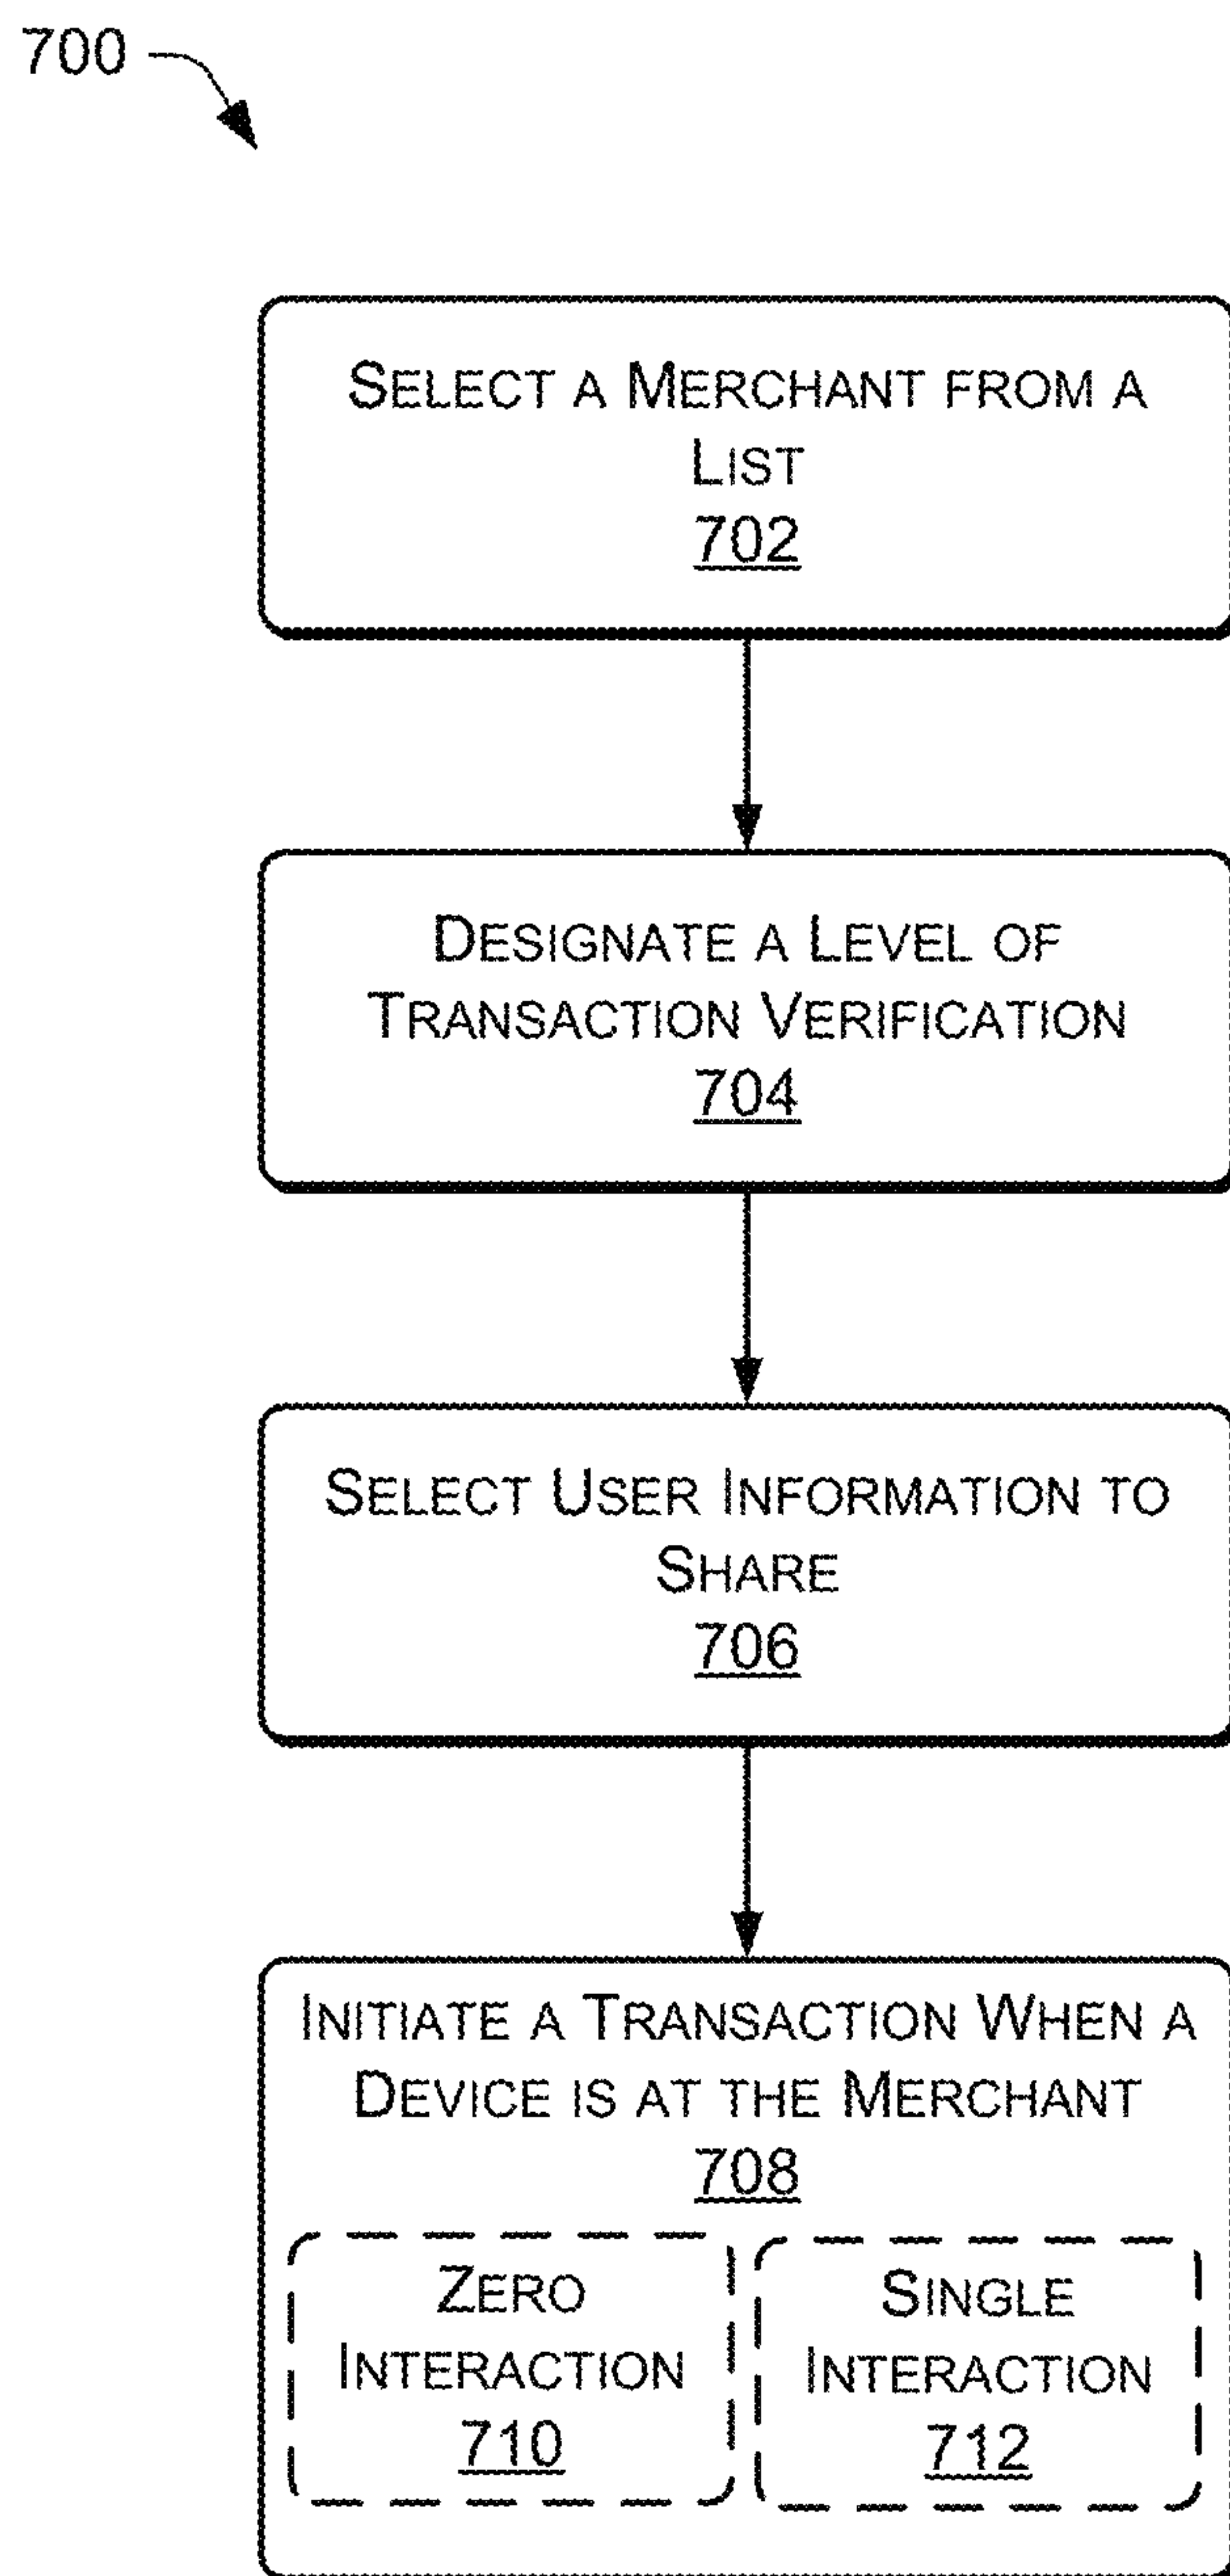 700
SELECT A MERCHANT FROM A
LIST
702
DESIGNATE A LEVEL OF
TRANSACTION VERIFICATION
704
SELECT USER INFORMATION TO
SHARE
706
INITIATE A TRANSACTION WHEN A
DEVICE IS AT THE MERCHANT
708
ZERO
INTERACTION
710
SINGLE
INTERACTION
712